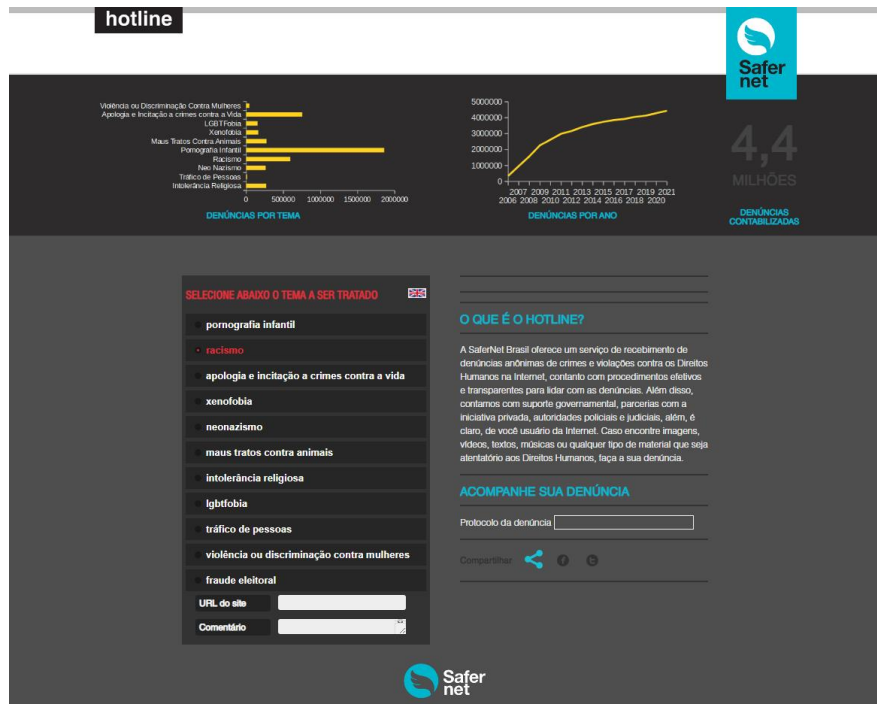 hotline
Safer
net
Violência ou Discriminação Contra Mulheres
Apologia e Incitação a crimes contra a Vida
LGBTFobia
Xenofobia
Maus Tratos Contra Animais
Pornografia Infantil
Racismo
Neo Nazismo
Tráfico de Pessoas
Intolerância Religiosa
0 500000 1000000 1500000 2000000
DENÚNCIAS POR TEMA
5000000
4000000
3000000
2000000
1000000
0
2007 2009 2011 2013 2015 2017 2019 2021
2006 2008 2010 2012 2014 2016 2018 2020
DENÚNCIAS POR ANO
4,4
MILHÕES
DENÚNCIAS
CONTABILIZADAS
SELECIONE ABAIXO O TEMA A SER TRATADO
pornografia infantil
racismo
apologia e incitação a crimes contra a vida
xenofobia
neonazismo
maus tratos contra animais
intolerância religiosa
lgbtfobia
tráfico de pessoas
violência ou discriminação contra mulheres
fraude eleitoral
URL do site
Comentário
O QUE É O HOTLINE?
A SaferNet Brasil oferece um serviço de recebimento de
denúncias anônimas de crimes e violações contra os Direitos
Humanos na Internet, contanto com procedimentos efetivos
e transparentes para lidar com as denúncias. Além disso,
contamos com suporte governamental, parcerias com a
iniciativa privada, autoridades policiais e judiciais, além, é
claro, de você usuário da Internet. Caso encontre imagens,
vídeos, textos, músicas ou qualquer tipo de material que seja
atentatório aos Direitos Humanos, faça a sua denúncia.
ACOMPANHE SUA DENÚNCIA
Protocolo da denúncia
Compartilhar
Safer
net